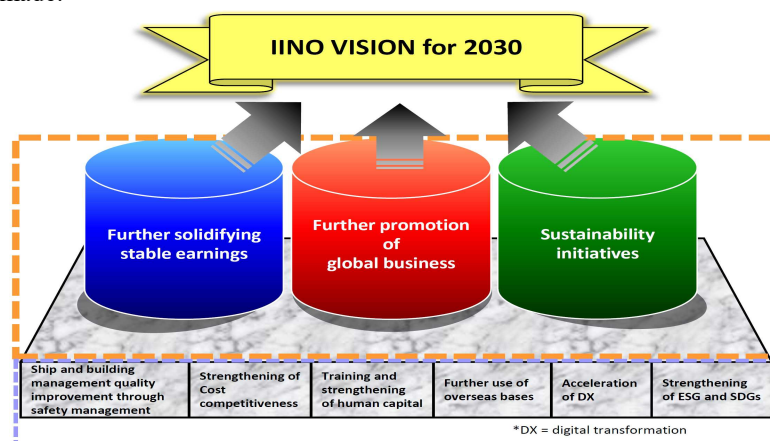 IINO VISION for 2030
Further solidifying
stable earnings
Further promotion
of
global business
Sustainability
initiatives
Ship and building
management quality
improvement through
safety management
Strengthening of
Cost
competitiveness
Training and
strengthening
of human capital
Further use of
overseas bases
Acceleration
of DX
Strengthening
of ESG and SDGs
*DX = digital transformation